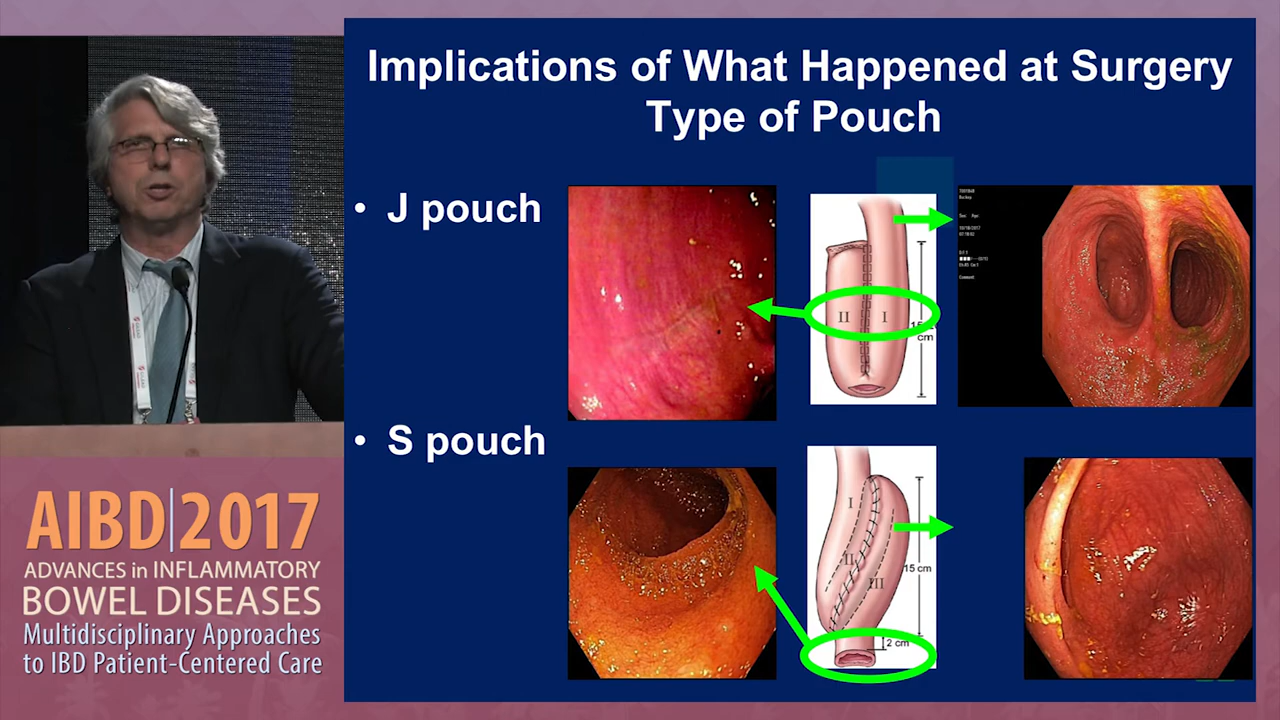 Implications of What Happened at Surgery
Type of Pouch
• J pouch
II
I
15
cm
• S pouch
I
II
III
15 cm
2 cm
AIBD|2017
ADVANCES in INFLAMMATORY
BOWEL DISEASES
Multidisciplinary Approaches
to IBD Patient-Centered Care